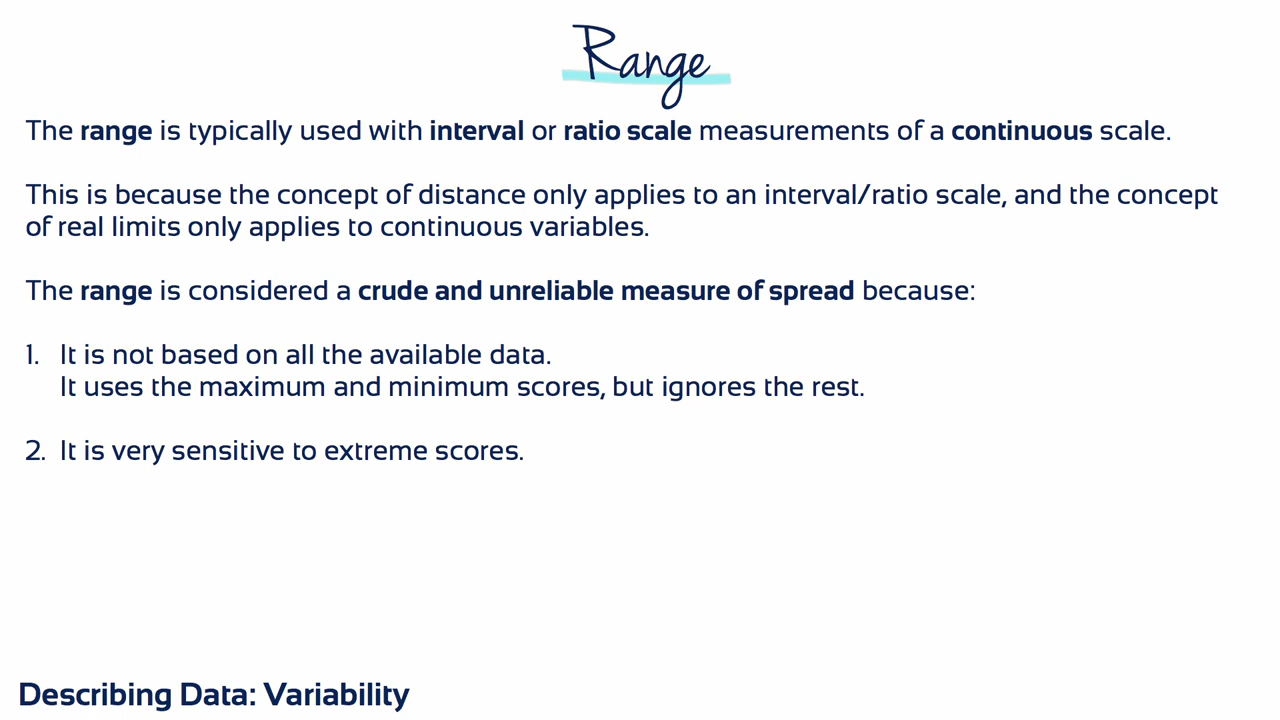 Range
The range is typically used with interval or ratio scale measurements of a continuous scale.
This is because the concept of distance only applies to an interval/ratio scale, and the concept
of real limits only applies to continuous variables.
The range is considered a crude and unreliable measure of spread because:
1. It is not based on all the available data.
It uses the maximum and minimum scores, but ignores the rest.
2. It is very sensitive to extreme scores.
Describing Data: Variability